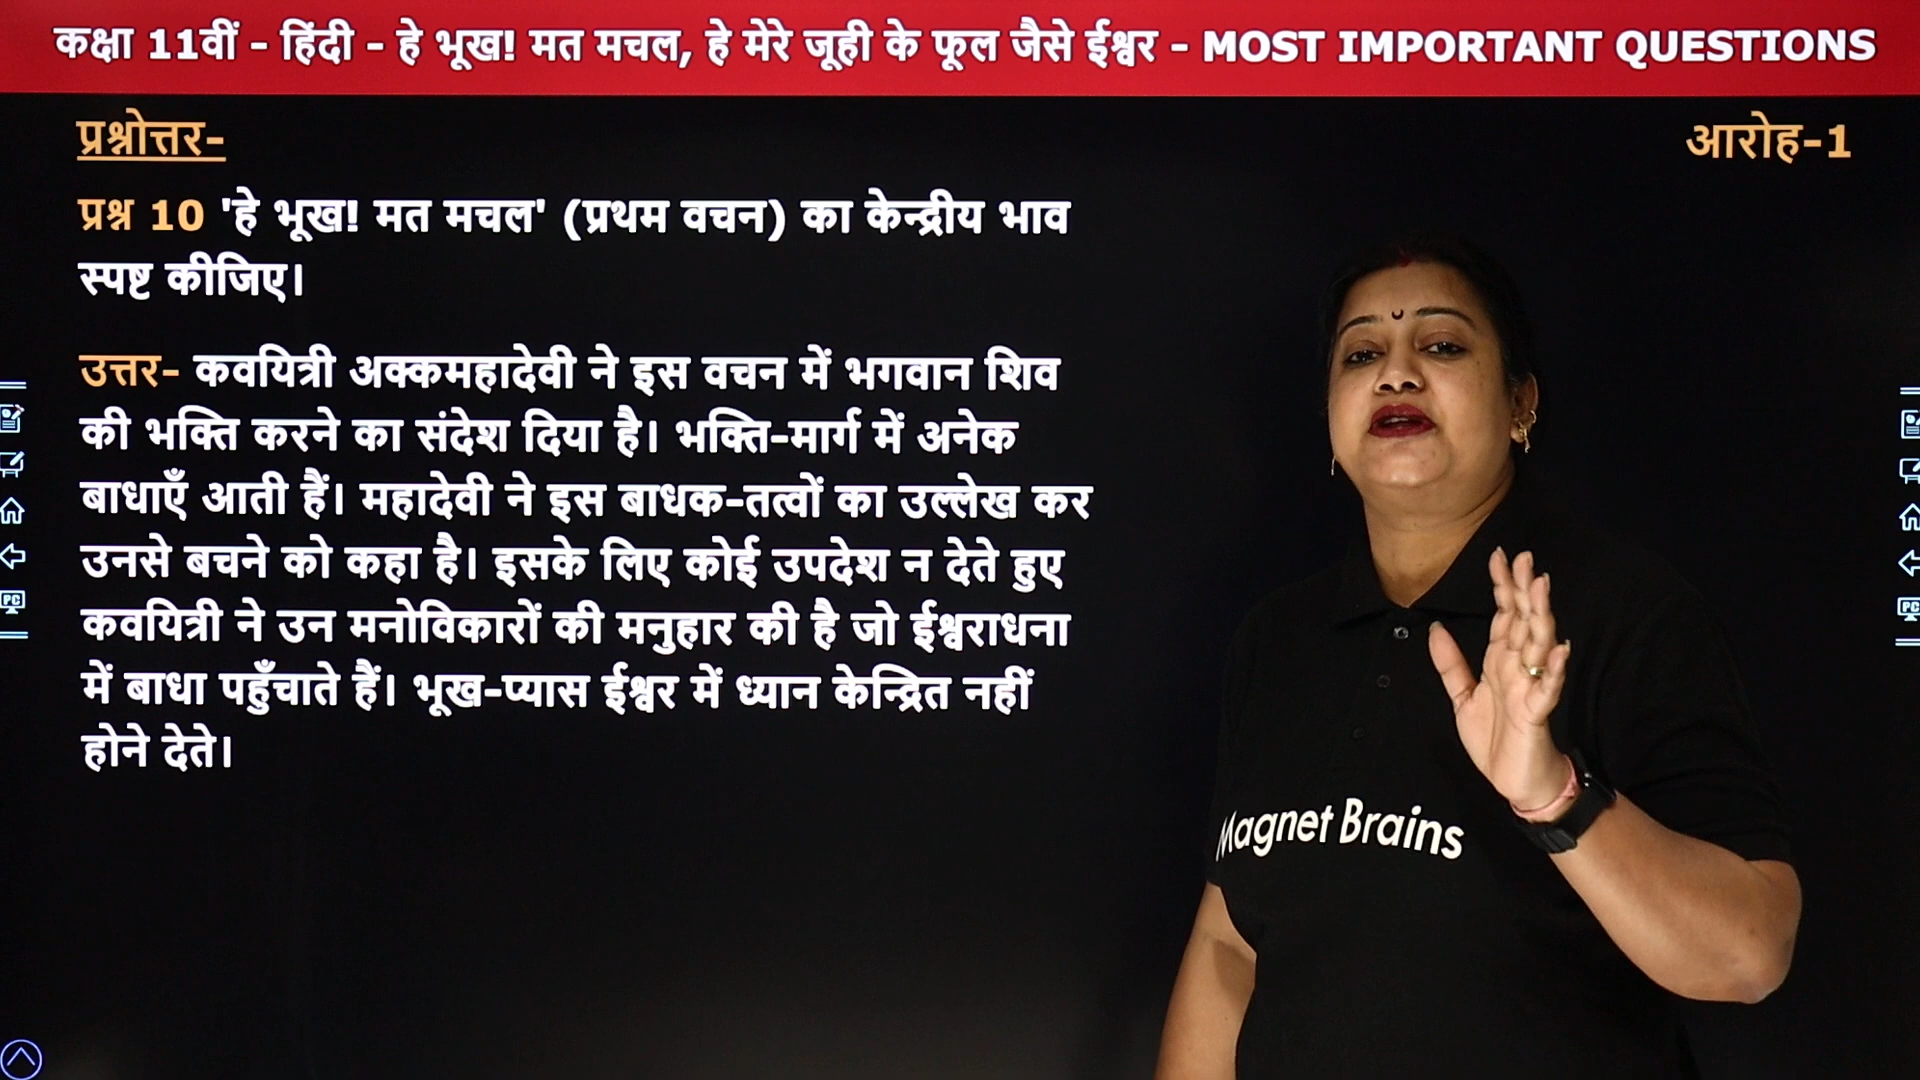 कक्षा 11वीं - हिंदी - हे भूख! मत मचल, हे मेरे जूही के फूल जैसे ईश्वर - MOST IMPORTANT QUESTIONS
प्रश्नोत्तर-
आरोह-1
प्रश्न 10 'हे भूख! मत मचल' (प्रथम वचन) का केन्द्रीय भाव
स्पष्ट कीजिए।
उत्तर- कवयित्री अक्कमहादेवी ने इस वचन में भगवान शिव
की भक्ति करने का संदेश दिया है। भक्ति-मार्ग में अनेक
बाधाएँ आती हैं। महादेवी ने इस बाधक-तत्वों का उल्लेख कर
उनसे बचने को कहा है। इसके लिए कोई उपदेश न देते हुए
कवयित्री ने उन मनोविकारों की मनुहार की है जो ईश्वराधना
में बाधा पहुँचाते हैं। भूख-प्यास ईश्वर में ध्यान केन्द्रित नहीं
होने देते।
Magnet Brains
PC
PC